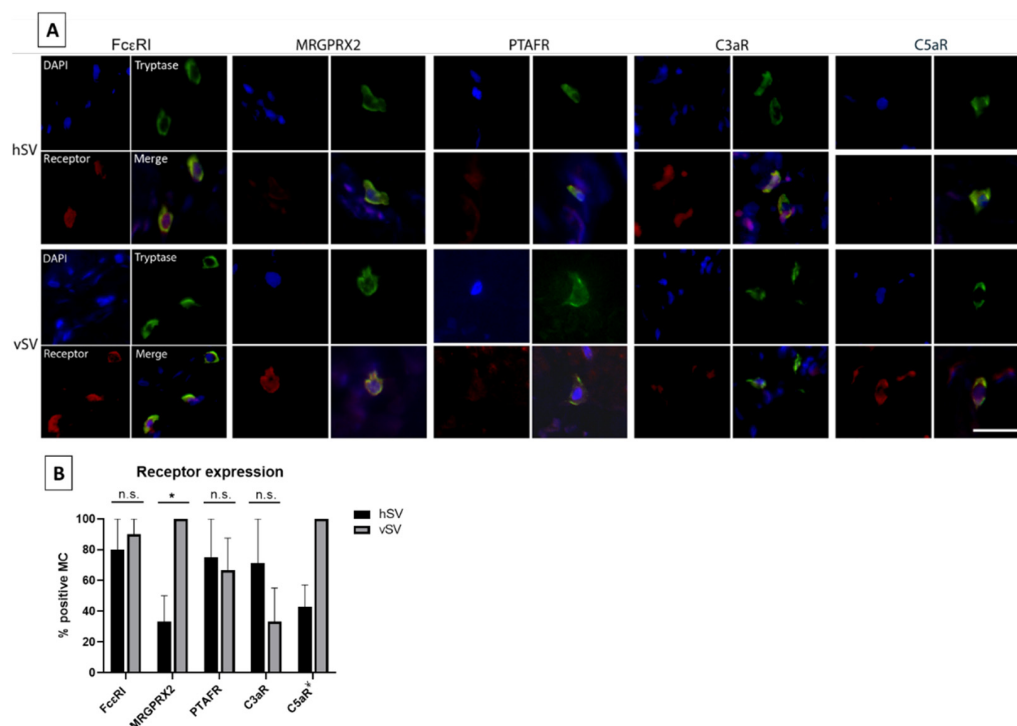 A
FcεRI MRGPRX2 PTAFR C3aR C5aR
DAPI Tryptase
hSV
Receptor Merge
DAPI Tryptase
vSV
Receptor Merge
B
Receptor expression
n.s. * n.s. n.s.
hSV
vSV
100
80
60
40
20
0
% positive MC
FcεRI
MRGPRX2
PTAFR
C3aR
C5aR¥